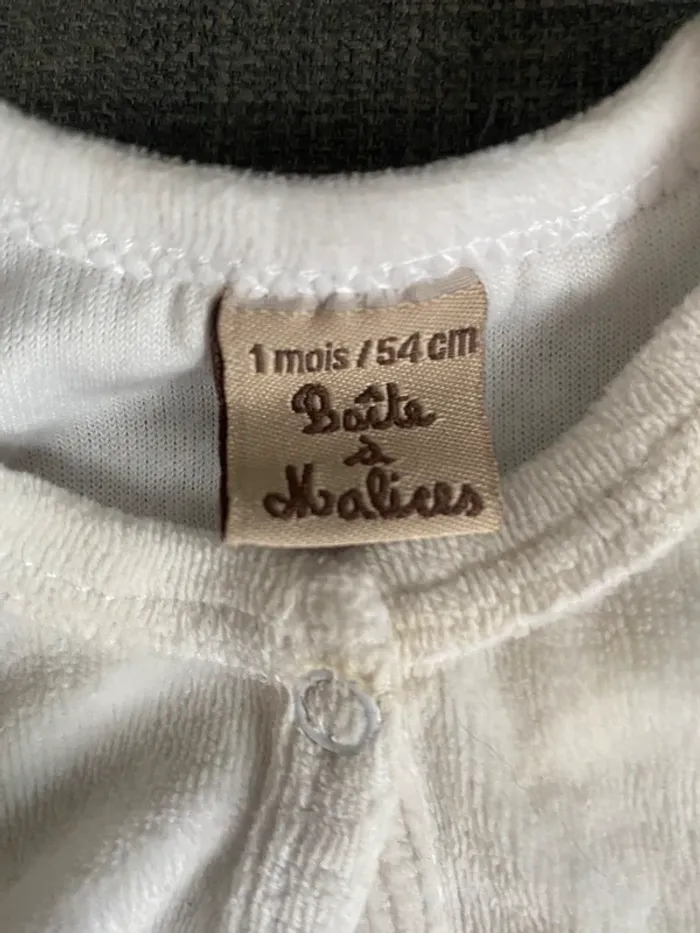 1 mois / 54 cm
Boîte
à
Malices